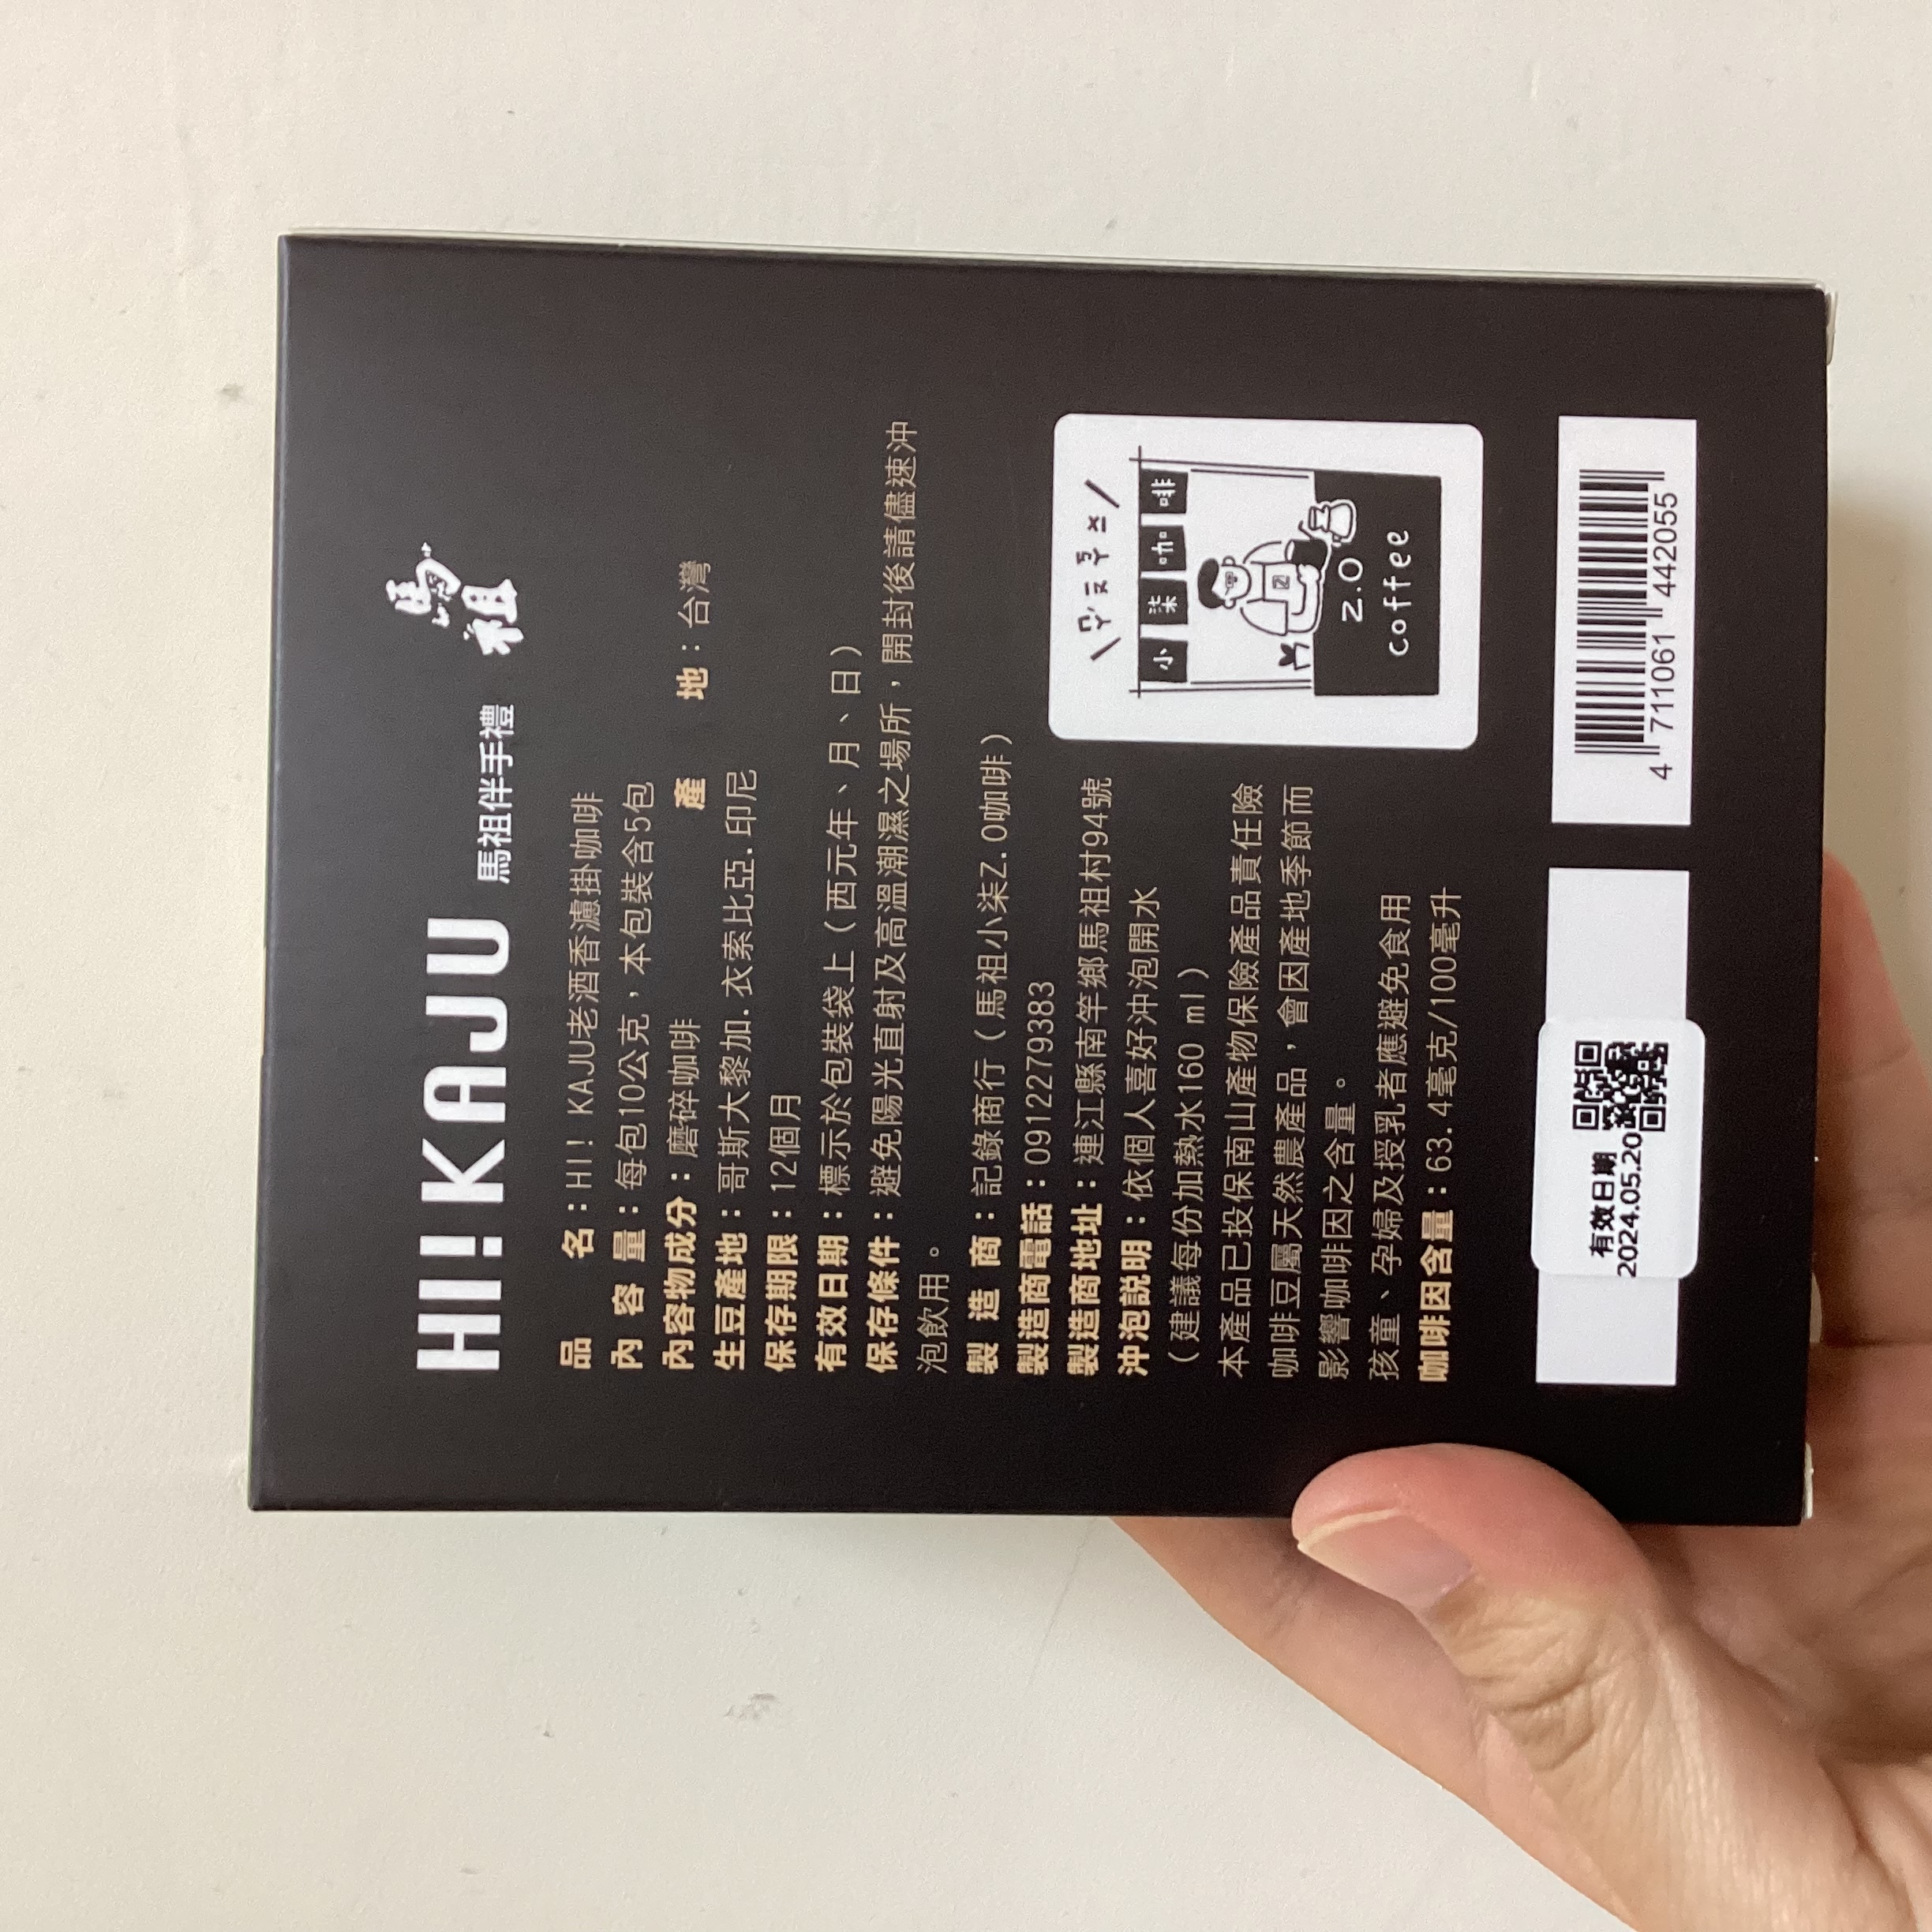 HI! KAJU 馬祖伴手禮
馬祖
品名：HI! KAJU老酒香濾掛咖啡
內容量：每包10公克，本包裝含5包
內容物成分：磨碎咖啡 產地：台灣
生豆產地：哥斯大黎加.衣索比亞.印尼
保存期限：12個月
有效日期：標示於包裝袋上（西元年、月、日）
保存條件：避免陽光直射及高溫潮濕之場所，開封後請儘速沖
泡飲用。
製造商：記錄商行（馬祖小柒2.0咖啡）
製造商電話：0912279383
製造商地址：連江縣南竿鄉馬祖村94號
沖泡說明：依個人喜好沖泡開水
（建議每份加熱水160 ml）
本產品已投保南山產物保險產品責任險
咖啡豆屬天然農產品，會因產地季節而
影響咖啡因之含量。
孩童、孕婦及授乳者應避免食用
咖啡因含量：63.4毫克/100毫升
小柒咖啡
2.0
coffee
有效日期
2024.05.20
4 711061 442055